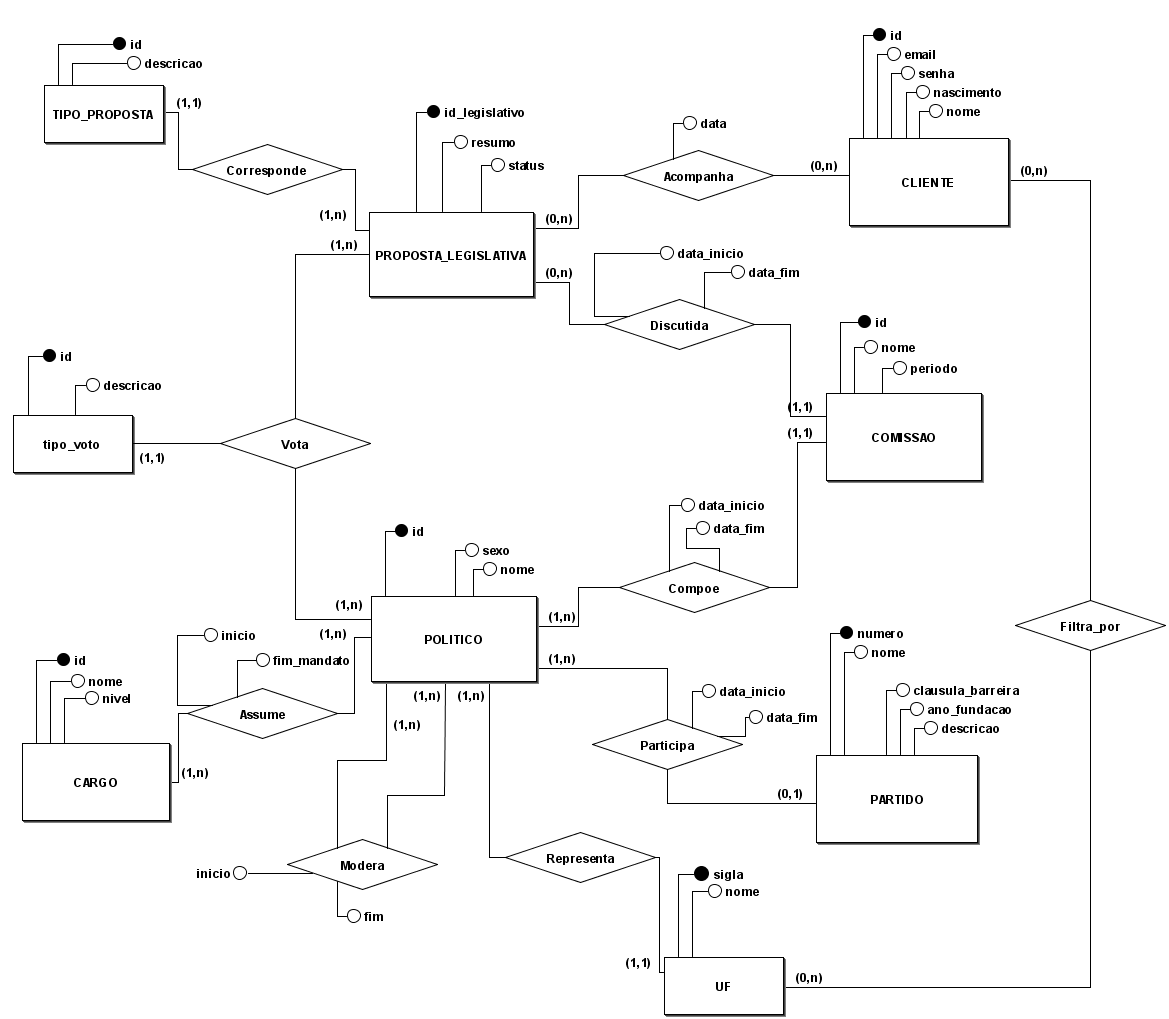 id
descricao
TIPO_PROPOSTA
(1,1)
Corresponde
(1,n)
id_legislativo
resumo
status
PROPOSTA_LEGISLATIVA
(1,n)
(0,n)
(0,n)
data
Acompanha
(0,n)
id
email
senha
nascimento
nome
CLIENTE
(0,n)
data_inicio
data_fim
Discutida
(1,1)
id
nome
periodo
COMISSAO
(1,1)
id
descricao
tipo_voto
(1,1)
Vota
(1,n)
id
sexo
nome
POLITICO
(1,n)
data_inicio
data_fim
Compoe
(1,n)
(1,n)
inicio
fim_mandato
Assume
id
nome
nivel
CARGO
(1,n)
(1,n)
(1,n)
(1,n)
Modera
inicio
fim
data_inicio
data_fim
Participa
(0,1)
numero
nome
clausula_barreira
ano_fundacao
descricao
PARTIDO
Filtra_por
Representa
(1,1)
sigla
nome
UF
(0,n)